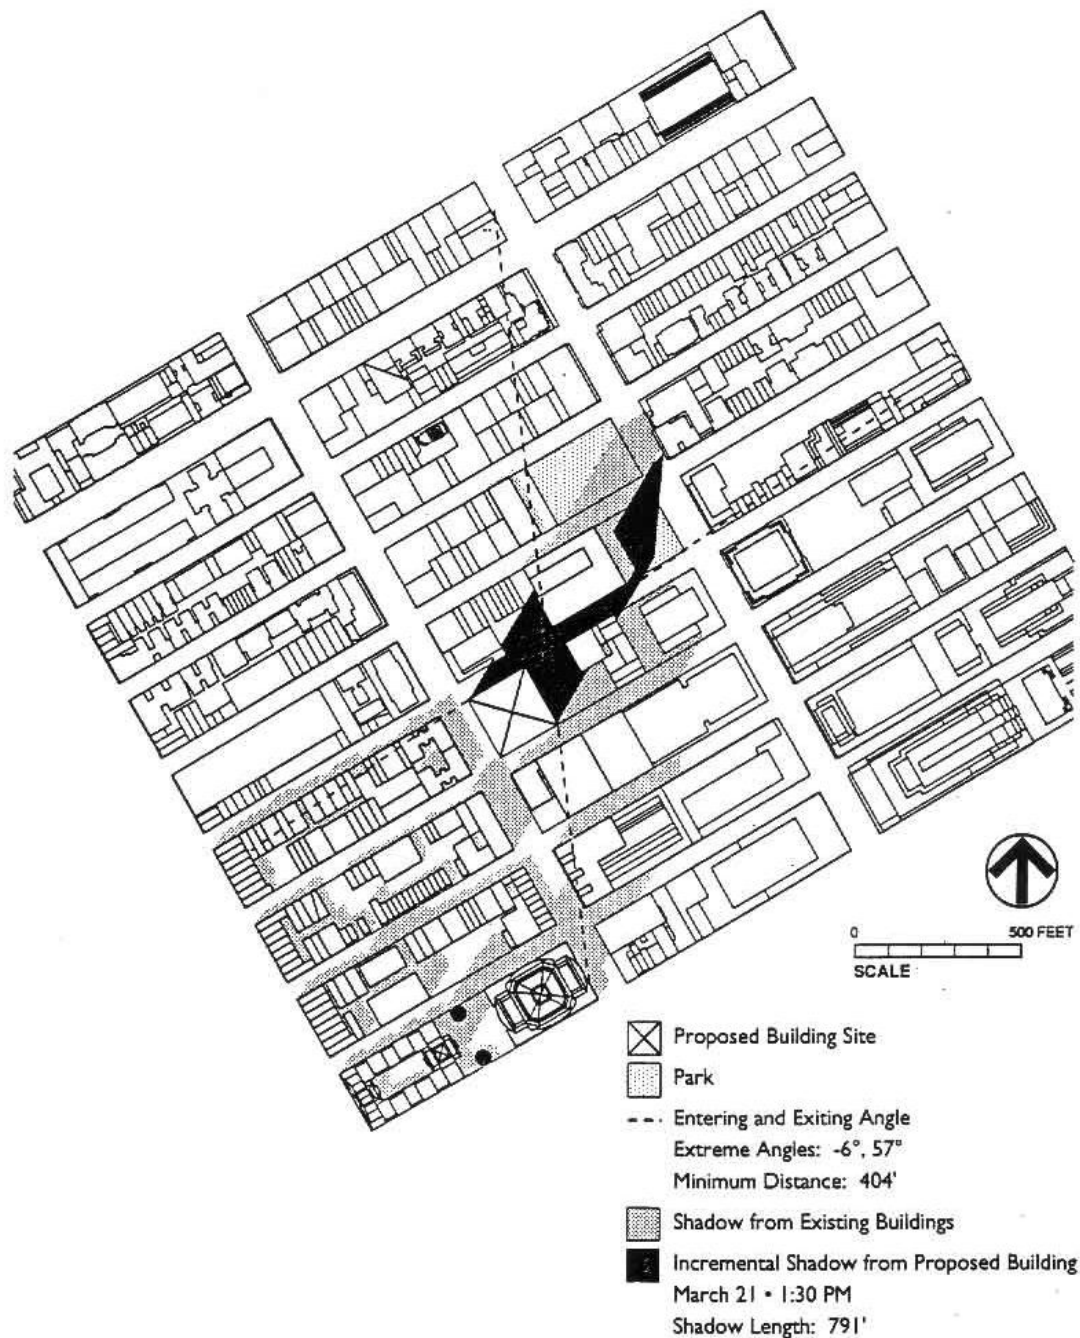 0 500 FEET
SCALE
Proposed Building Site
Park
Entering and Exiting Angle
Extreme Angles: -6°, 57°
Minimum Distance: 404'
Shadow from Existing Buildings
Incremental Shadow from Proposed Building
March 21 • 1:30 PM
Shadow Length: 791'